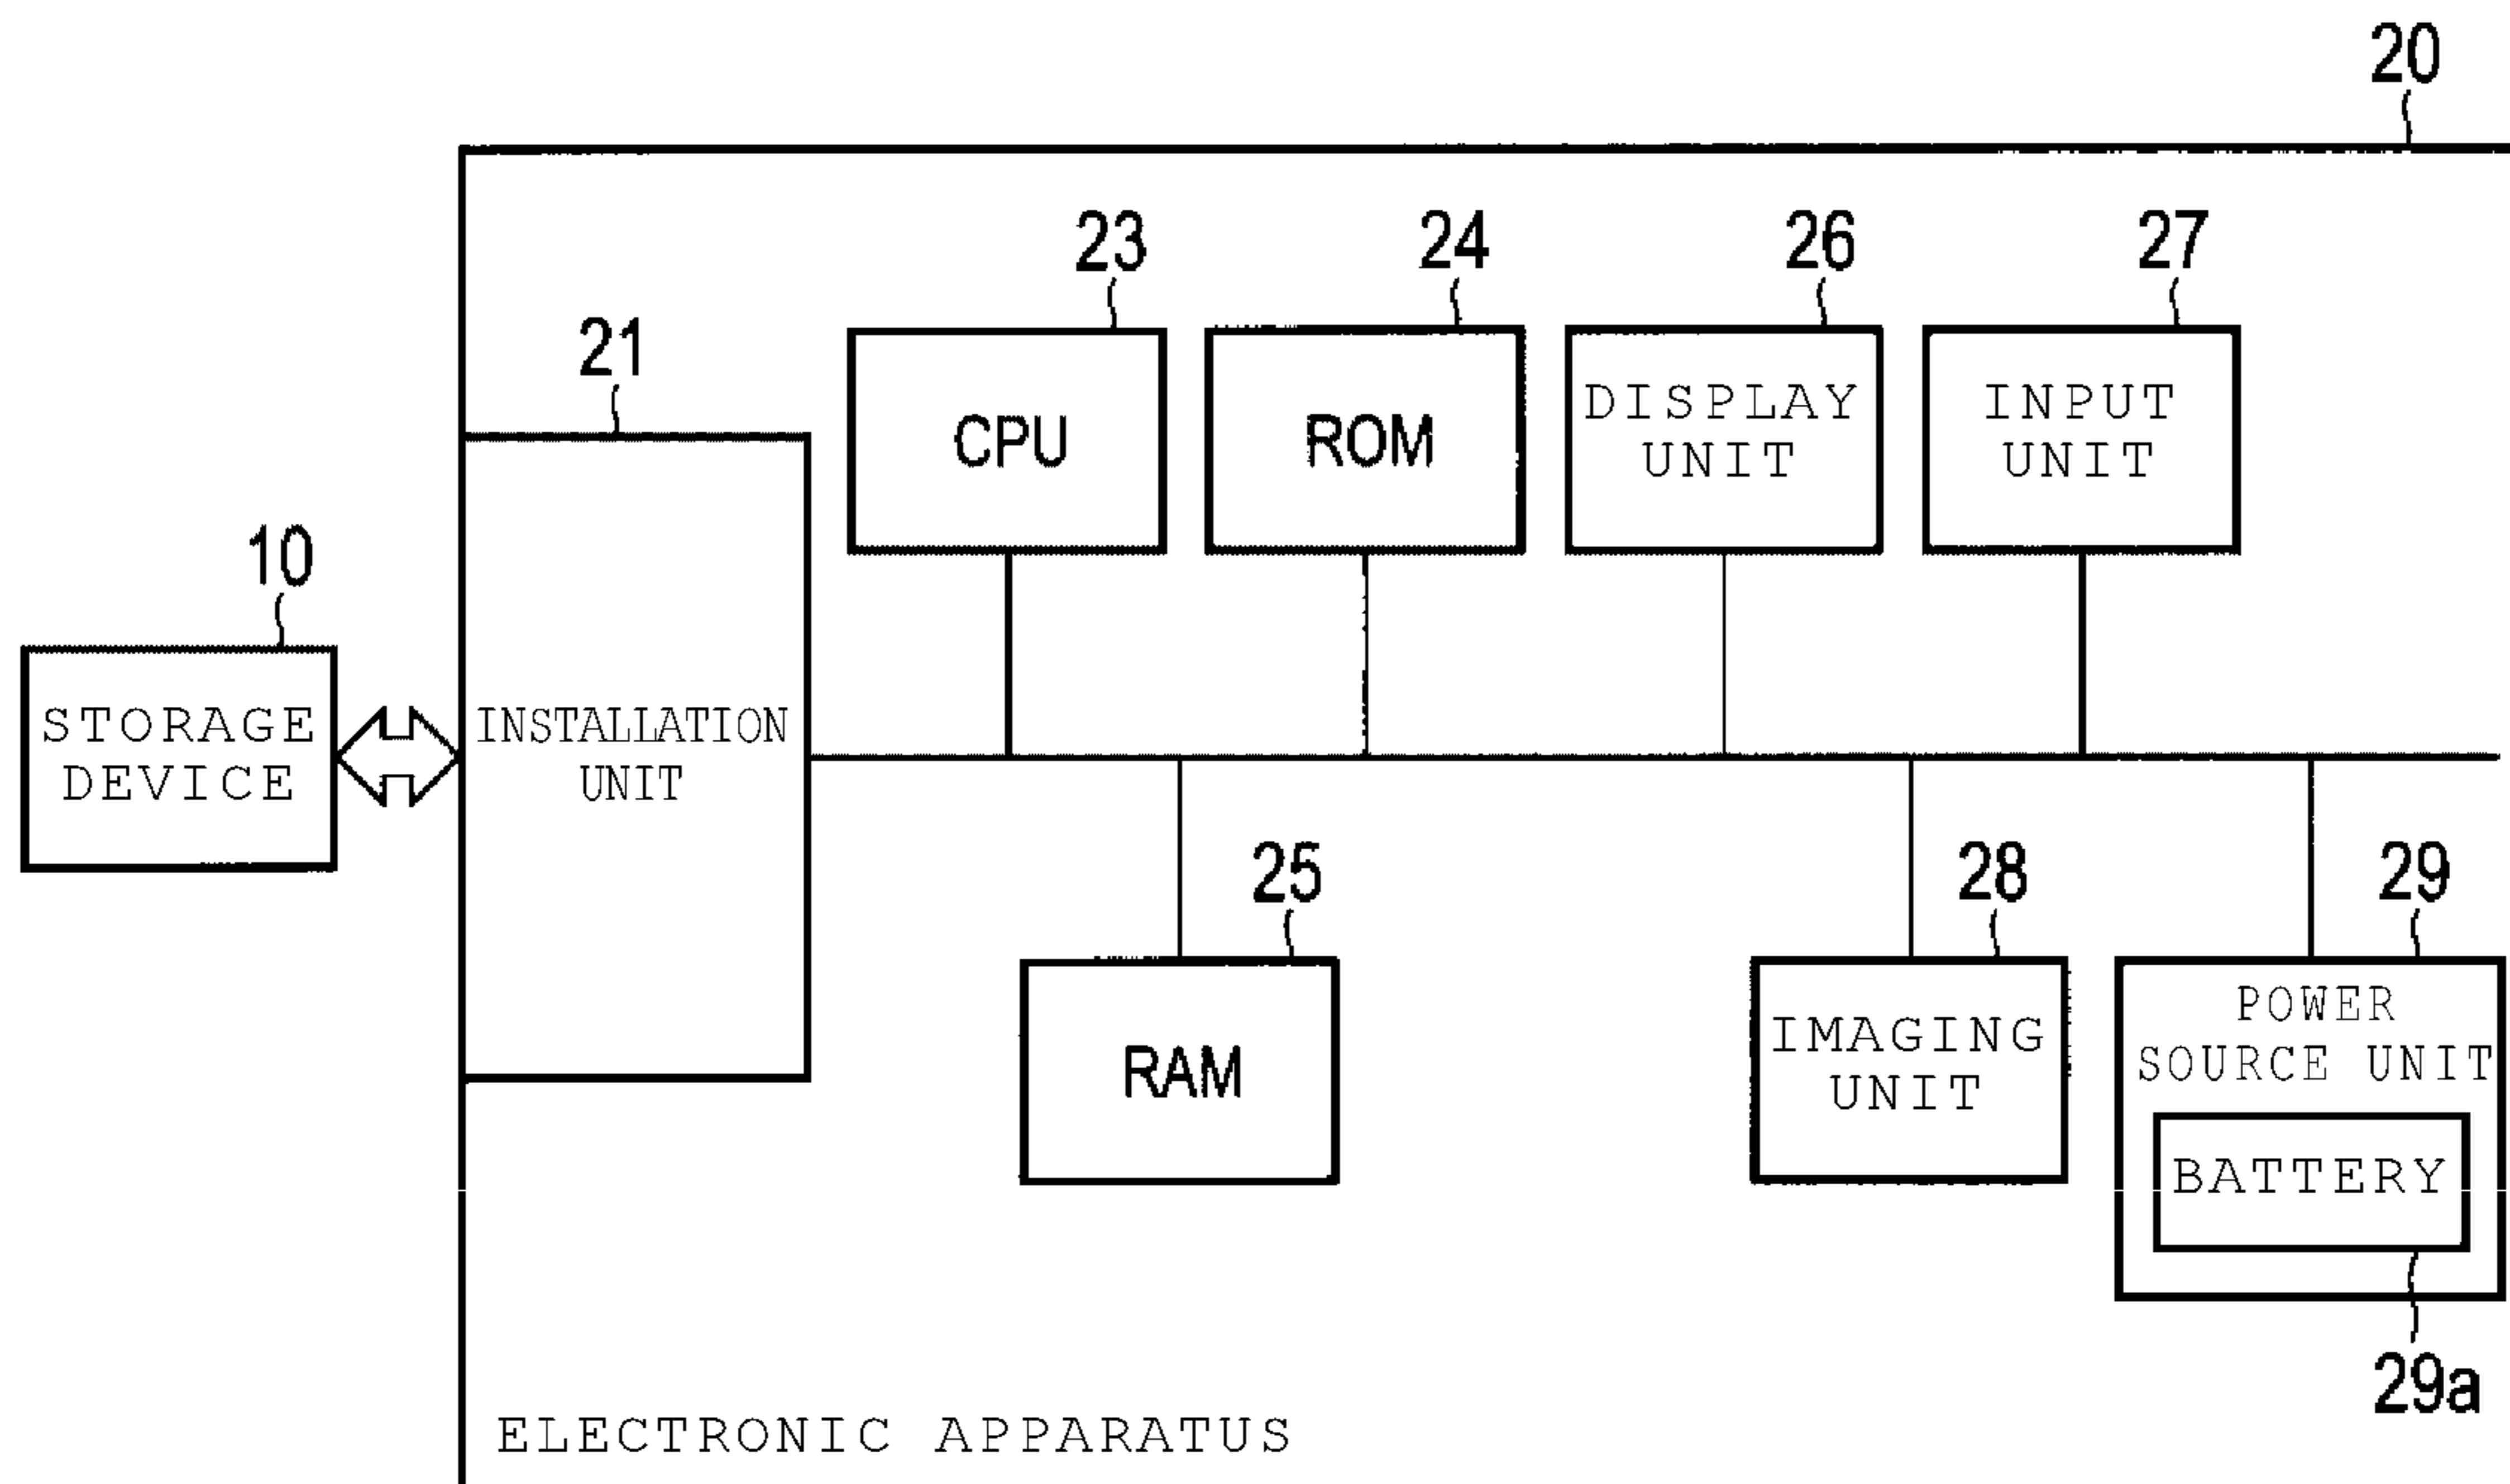 20
23
24
26
27
21
CPU
ROM
DISPLAY
UNIT
INPUT
UNIT
10
STORAGE
DEVICE
INSTALLATION
UNIT
25
28
29
RAM
IMAGING
UNIT
POWER
SOURCE UNIT
BATTERY
29a
ELECTRONIC APPARATUS